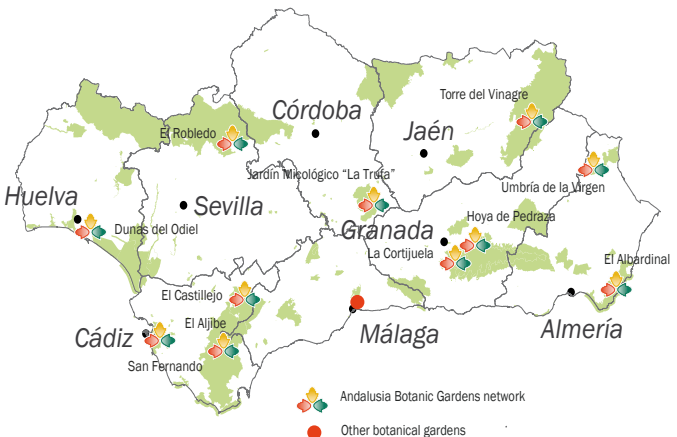 Torre del Vinagre
Córdoba
El Robledo
Jaén
Jardín Micológico “La Trufa”
Umbría de la Virgen
Huelva
Sevilla
Hoya de Pedraza
Dunas del Odiel
Granada
La Cortijuela
El Albardinal
El Castillejo
El Aljibe
Cádiz
Málaga
Almería
San Fernando
Andalusia Botanic Gardens network
Other botanical gardens